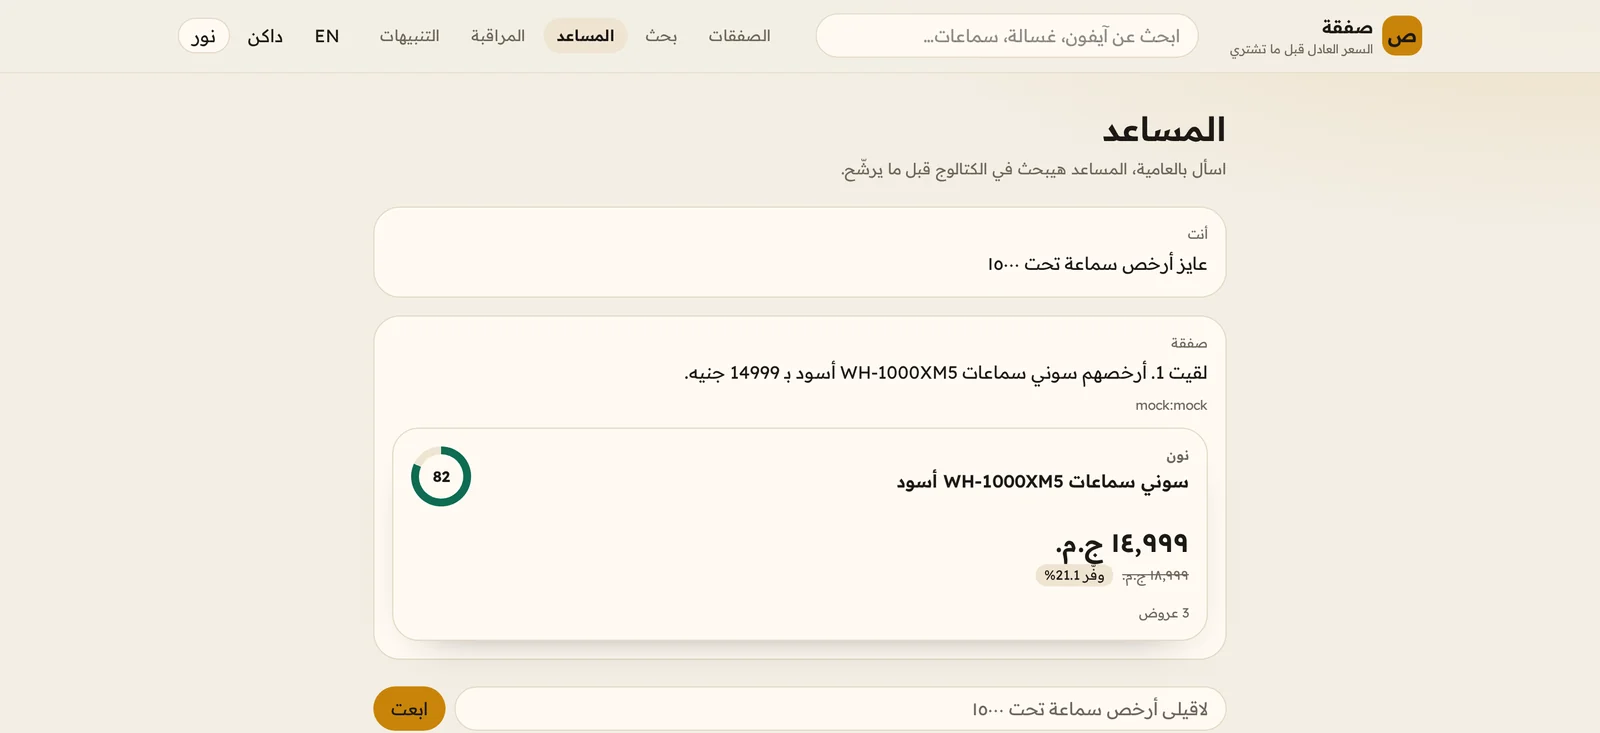 ص
صفقة
السعر العادل قبل ما تشتري
ابحث عن آيفون، غسالة، سماعات...
الصفقات
بحث
المساعد
المراقبة
التنبيهات
EN
داكن
نور
المساعد
اسأل بالعامية، المساعد هيبحث في الكتالوج قبل ما يرشّح.
أنت
عايز أرخص سماعة تحت ١٥٠٠٠
صفقة
لقيت 1. أرخصهم سوني سماعات WH-1000XM5 أسود بـ 14999 جنيه.
mock:mock
نون
سوني سماعات WH-1000XM5 أسود
82
١٤,٩٩٩ ج.م.
١٨,٩٩٩ ج.م.
وفّر 21.1%
3 عروض
لاقيلي أرخص سماعة تحت ١٥٠٠٠
ابعت